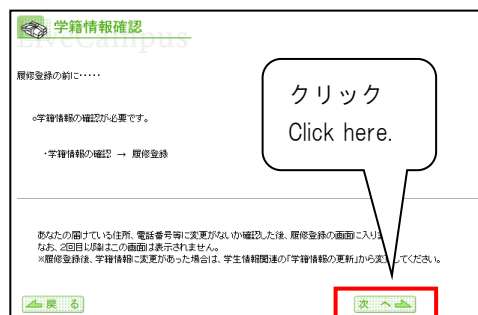 学籍情報確認
LiveCampus
履修登録の前に・・・・・
クリック
Click here.
○学籍情報の確認が必要です。
・学籍情報の確認 → 履修登録
あなたの届けている住所、電話番号等に変更がないか確認した後、履修登録の画面に入りま
なお、2回目以降はこの画面は表示されません。
※履修登録後、学籍情報に変更があった場合は、学生情報関連の「学籍情報の更新」から変更してください。
戻 る
次 へ